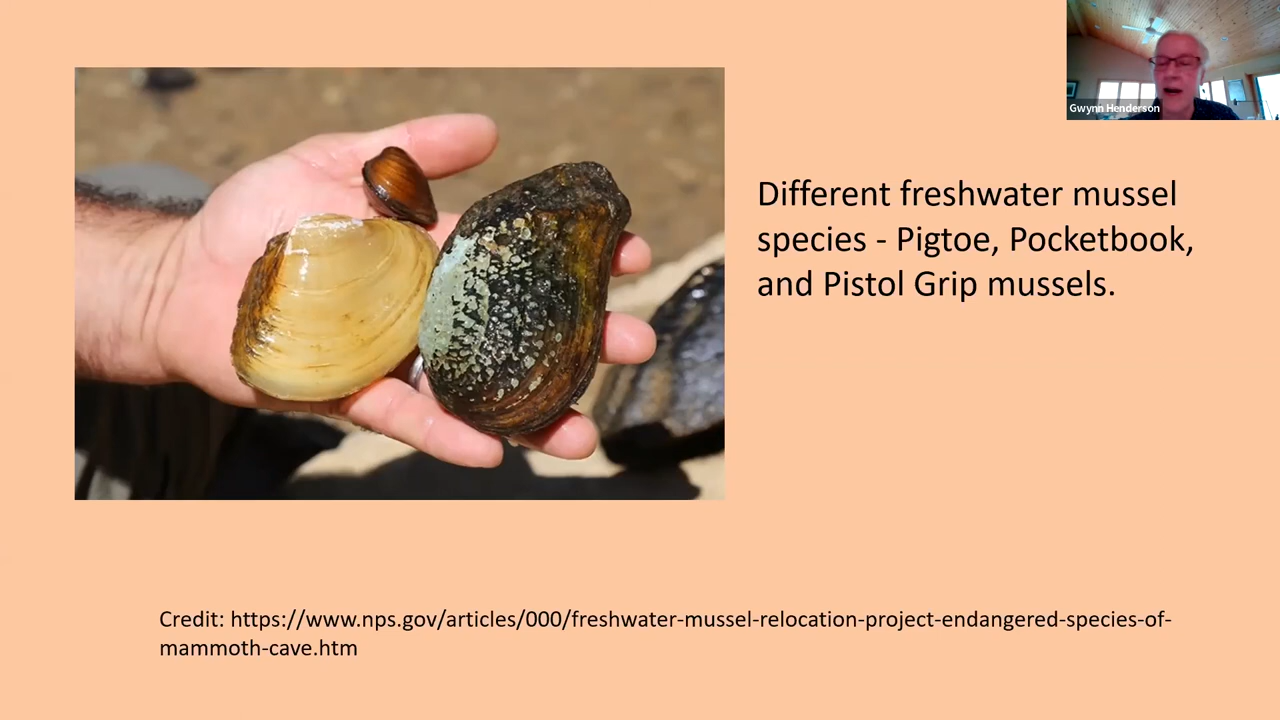 Gwynn Henderson
Different freshwater mussel
species - Pigtoe, Pocketbook,
and Pistol Grip mussels.
Credit: https://www.nps.gov/articles/000/freshwater-mussel-relocation-project-endangered-species-of-
mammoth-cave.htm